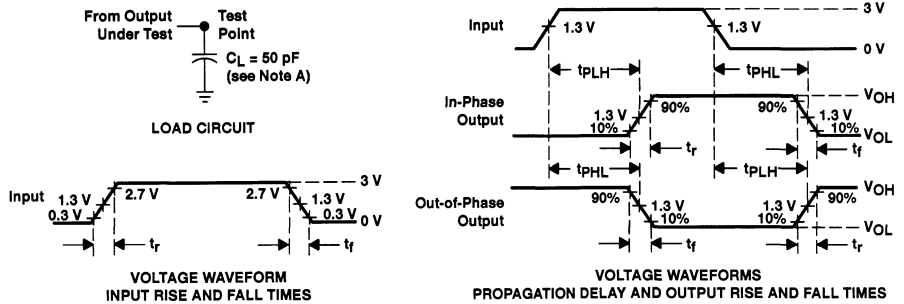 From Output
Under Test
Test
Point
C_L = 50 pF
(see Note A)
LOAD CIRCUIT
Input
1.3 V
0.3 V
2.7 V
2.7 V
1.3 V
0.3 V
3 V
0 V
t_r
t_f
VOLTAGE WAVEFORM
INPUT RISE AND FALL TIMES
Input
1.3 V
1.3 V
3 V
0 V
t_PLH
t_PHL
In-Phase
Output
1.3 V
10%
90%
90%
1.3 V
10%
V_OH
V_OL
t_r
t_f
t_PHL
t_PLH
Out-of-Phase
Output
90%
1.3 V
10%
1.3 V
10%
90%
V_OH
V_OL
t_f
t_r
VOLTAGE WAVEFORMS
PROPAGATION DELAY AND OUTPUT RISE AND FALL TIMES